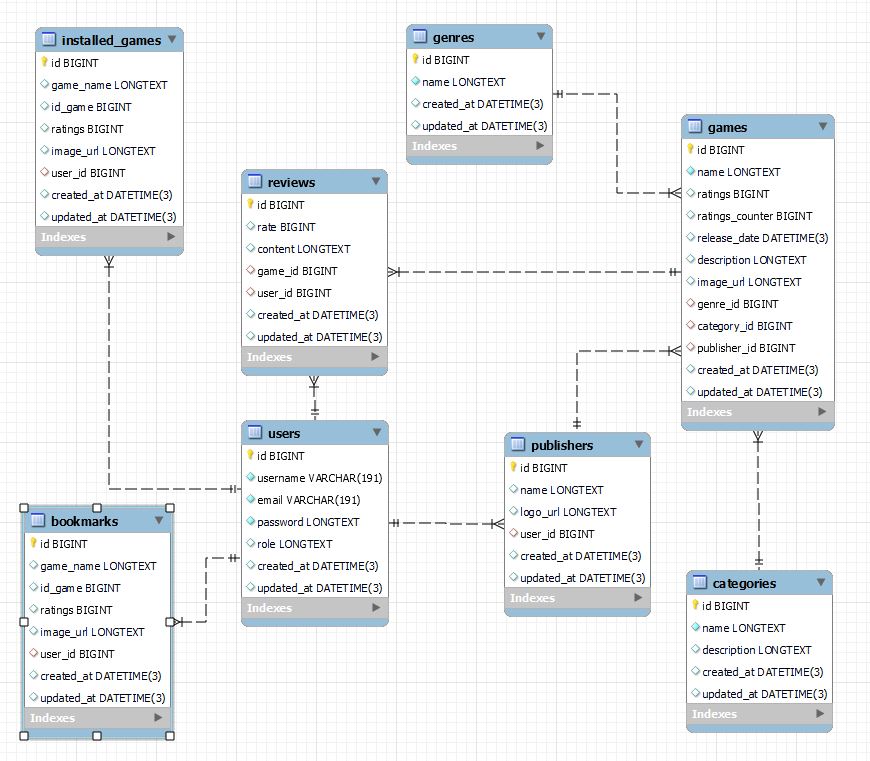 installed_games
id BIGINT
game_name LONGTEXT
id_game BIGINT
ratings BIGINT
image_url LONGTEXT
user_id BIGINT
created_at DATETIME(3)
updated_at DATETIME(3)
Indexes
genres
id BIGINT
name LONGTEXT
created_at DATETIME(3)
updated_at DATETIME(3)
Indexes
games
id BIGINT
name LONGTEXT
ratings BIGINT
ratings_counter BIGINT
release_date DATETIME(3)
description LONGTEXT
image_url LONGTEXT
genre_id BIGINT
category_id BIGINT
publisher_id BIGINT
created_at DATETIME(3)
updated_at DATETIME(3)
Indexes
reviews
id BIGINT
rate BIGINT
content LONGTEXT
game_id BIGINT
user_id BIGINT
created_at DATETIME(3)
updated_at DATETIME(3)
Indexes
users
id BIGINT
username VARCHAR(191)
email VARCHAR(191)
password LONGTEXT
role LONGTEXT
created_at DATETIME(3)
updated_at DATETIME(3)
Indexes
publishers
id BIGINT
name LONGTEXT
logo_url LONGTEXT
user_id BIGINT
created_at DATETIME(3)
updated_at DATETIME(3)
Indexes
bookmarks
id BIGINT
game_name LONGTEXT
id_game BIGINT
ratings BIGINT
image_url LONGTEXT
user_id BIGINT
created_at DATETIME(3)
updated_at DATETIME(3)
Indexes
categories
id BIGINT
name LONGTEXT
description LONGTEXT
created_at DATETIME(3)
updated_at DATETIME(3)
Indexes